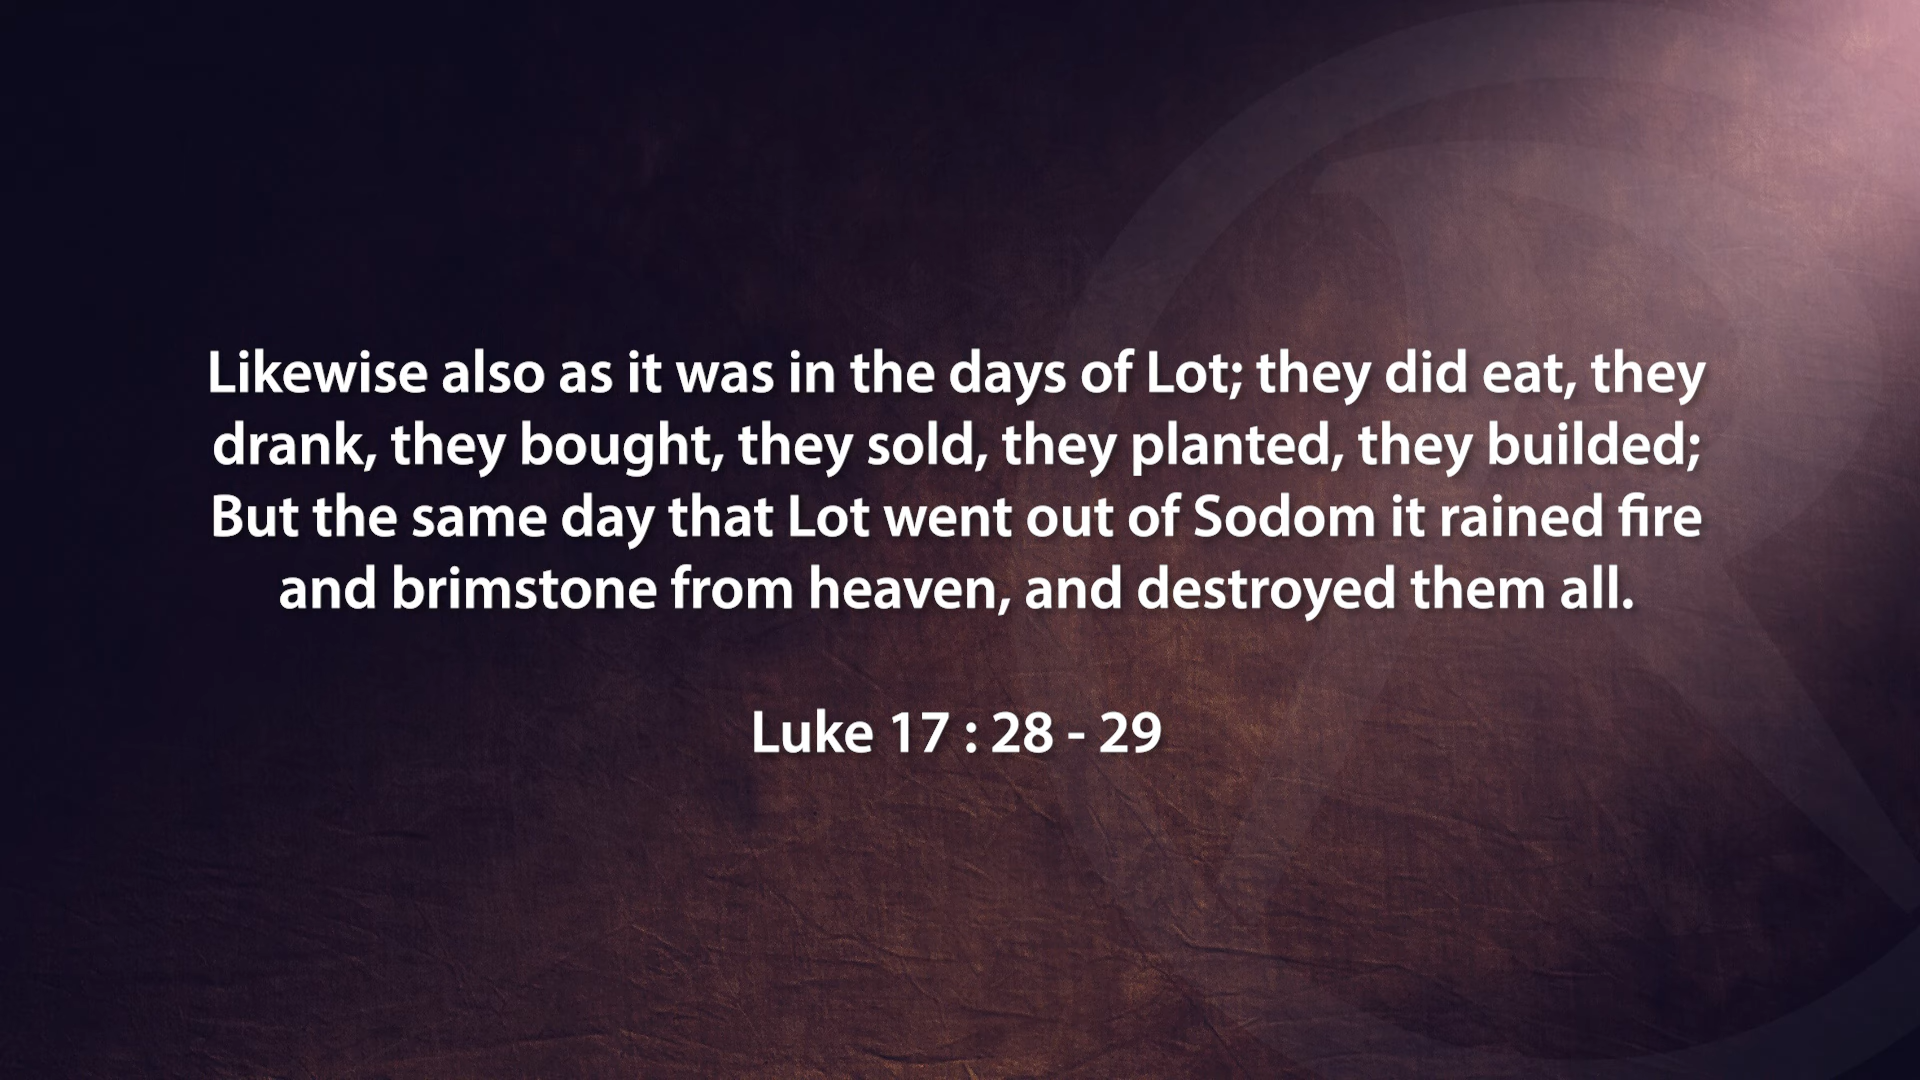 Likewise also as it was in the days of Lot; they did eat, they
drank, they bought, they sold, they planted, they builded;
But the same day that Lot went out of Sodom it rained fire
and brimstone from heaven, and destroyed them all.
Luke 17 : 28 - 29